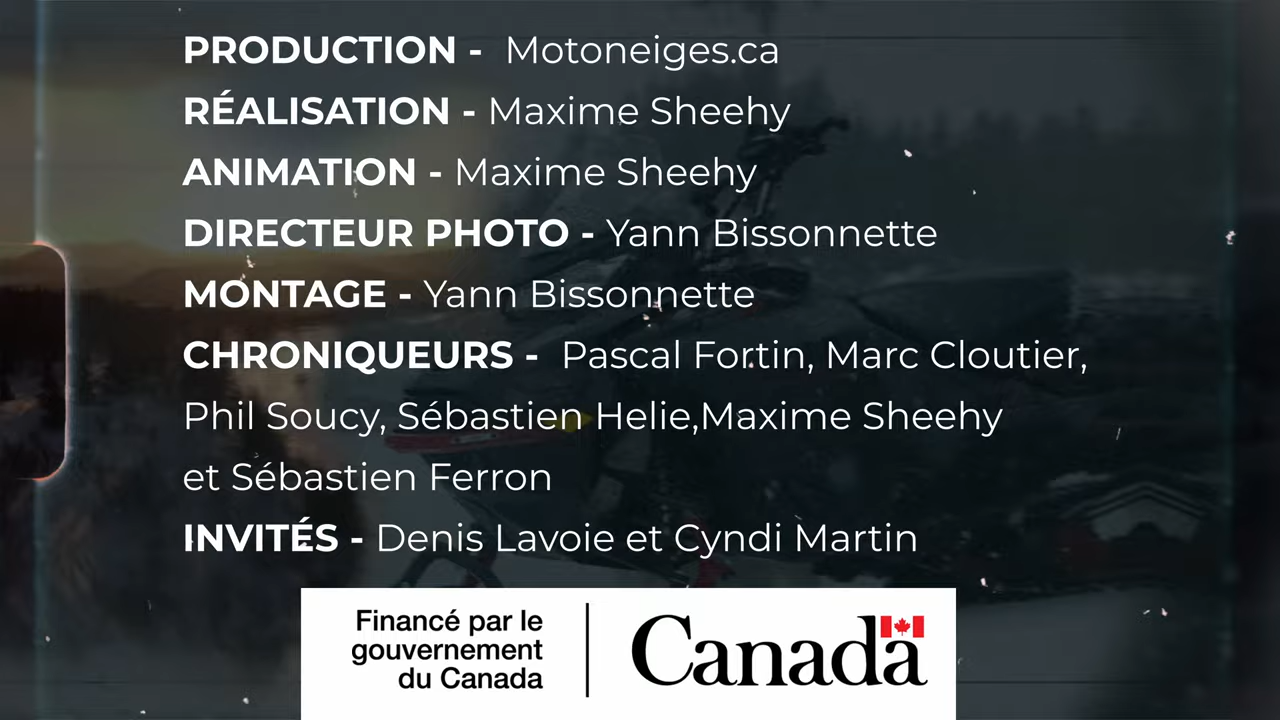 PRODUCTION - Motoneiges.ca
RÉALISATION - Maxime Sheehy
ANIMATION - Maxime Sheehy
DIRECTEUR PHOTO - Yann Bissonnette
MONTAGE - Yann Bissonnette
CHRONIQUEURS - Pascal Fortin, Marc Cloutier,
Phil Soucy, Sébastien Helie,Maxime Sheehy
et Sébastien Ferron
INVITÉS - Denis Lavoie et Cyndi Martin
Financé par le
gouvernement
du Canada
Canada